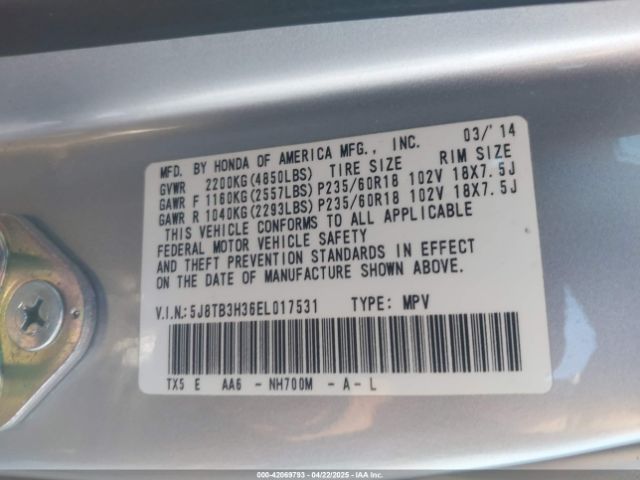 03/'14
MFD. BY HONDA OF AMERICA MFG., INC.
GVWR 2200KG(4850LBS) TIRE SIZE RIM SIZE
GAWR F 1160KG(2557LBS)P235/60R18 102V 18X7.5J
GAWR R 1040KG(2293LBS)P235/60R18 102V 18X7.5J
THIS VEHICLE CONFORMS TO ALL APPLICABLE
FEDERAL MOTOR VEHICLE SAFETY
AND THEFT PREVENTION STANDARDS IN EFFECT
ON THE DATE OF MANUFACTURE SHOWN ABOVE.
V.I.N.:5J8TB3H36EL017531 TYPE: MPV
TX5 E AA6 - NH700M - A - L
000-42069793 - 04/22/2025 - IAA Inc.